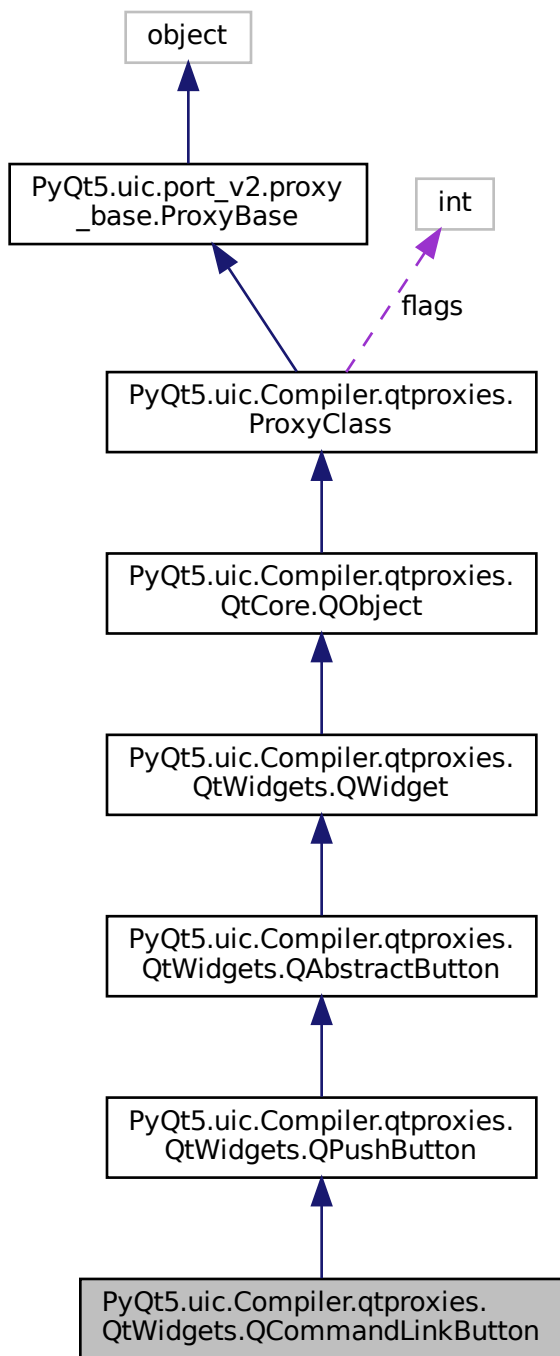 object
PyQt5.uic.port_v2.proxy
_base.ProxyBase
int
flags
PyQt5.uic.Compiler.qtproxies.
ProxyClass
PyQt5.uic.Compiler.qtproxies.
QtCore.QObject
PyQt5.uic.Compiler.qtproxies.
QtWidgets.QWidget
PyQt5.uic.Compiler.qtproxies.
QtWidgets.QAbstractButton
PyQt5.uic.Compiler.qtproxies.
QtWidgets.QPushButton
PyQt5.uic.Compiler.qtproxies.
QtWidgets.QCommandLinkButton